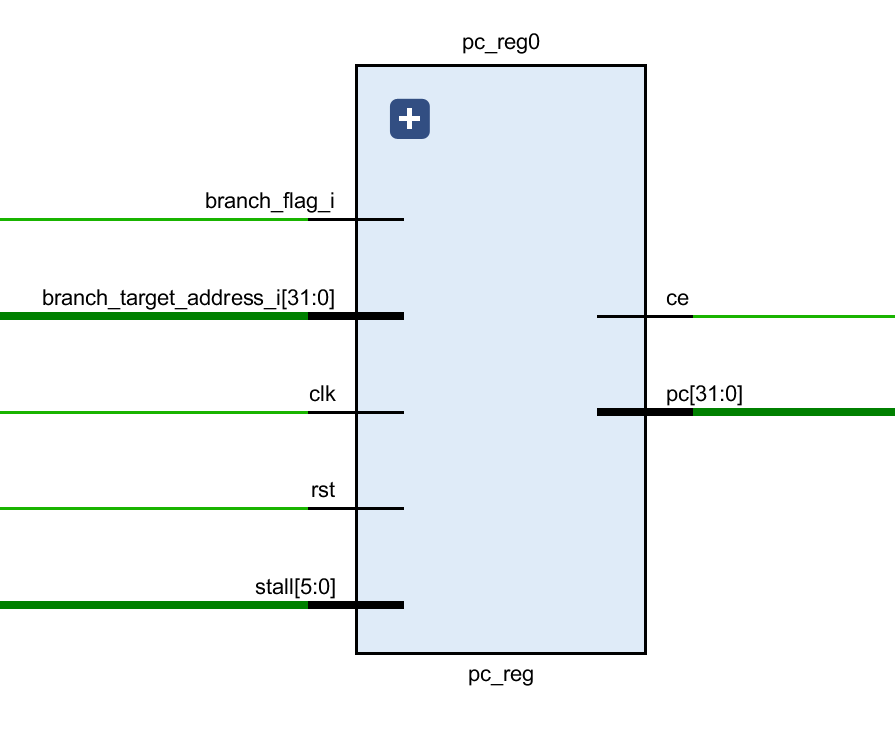 pc_reg0
branch_flag_i
branch_target_address_i[31:0]
ce
clk
pc[31:0]
rst
stall[5:0]
pc_reg